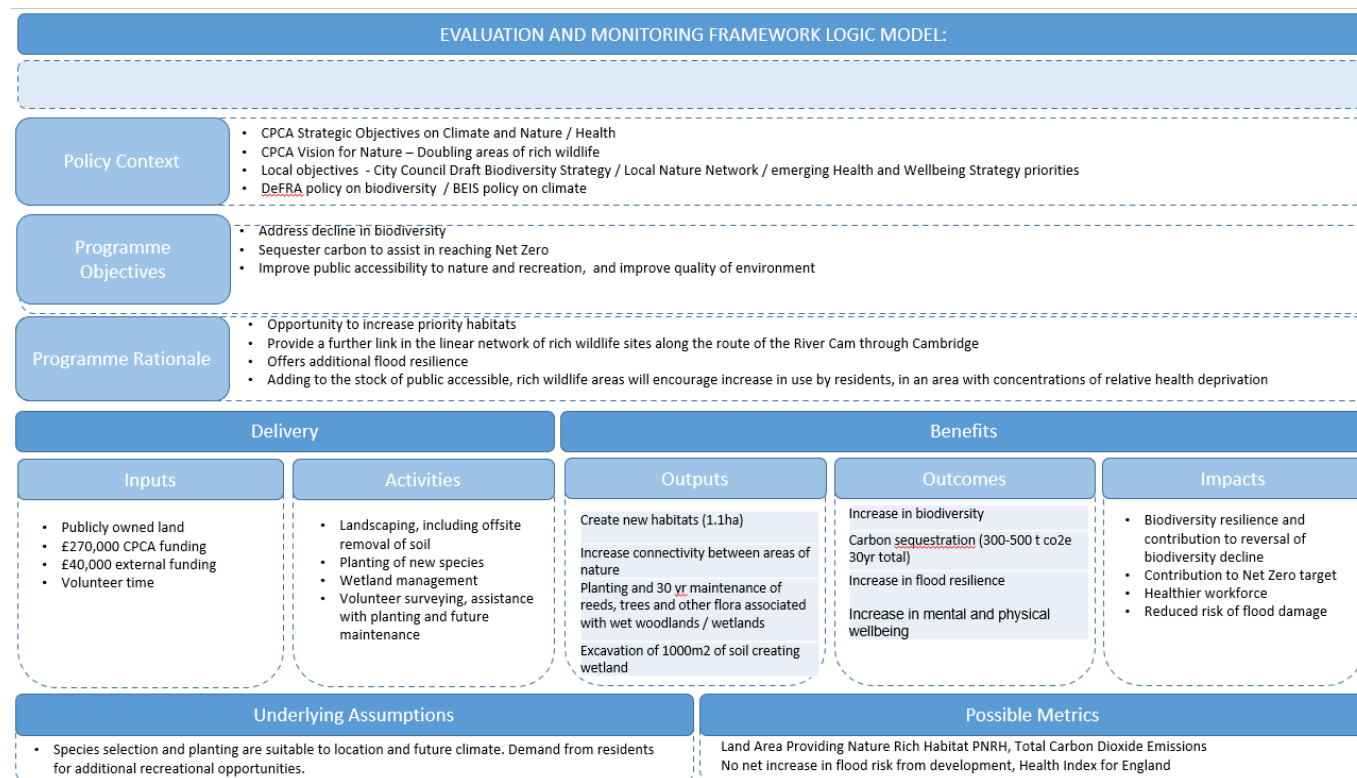 EVALUATION AND MONITORING FRAMEWORK LOGIC MODEL:
Policy Context
• CPCA Strategic Objectives on Climate and Nature / Health
• CPCA Vision for Nature – Doubling areas of rich wildlife
• Local objectives - City Council Draft Biodiversity Strategy / Local Nature Network / emerging Health and Wellbeing Strategy priorities
• DeFRA policy on biodiversity / BEIS policy on climate
Programme
Objectives
• Address decline in biodiversity
• Sequester carbon to assist in reaching Net Zero
• Improve public accessibility to nature and recreation, and improve quality of environment
Programme Rationale
• Opportunity to increase priority habitats
• Provide a further link in the linear network of rich wildlife sites along the route of the River Cam through Cambridge
• Offers additional flood resilience
• Adding to the stock of public accessible, rich wildlife areas will encourage increase in use by residents, in an area with concentrations of relative health deprivation
Delivery
Benefits
Inputs
• Publicly owned land
• £270,000 CPCA funding
• £40,000 external funding
• Volunteer time
Activities
• Landscaping, including offsite
removal of soil
• Planting of new species
• Wetland management
• Volunteer surveying, assistance
with planting and future
maintenance
Outputs
Create new habitats (1.1ha)
Increase connectivity between areas of
nature
Planting and 30 yr maintenance of
reeds, trees and other flora associated
with wet woodlands / wetlands
Excavation of 1000m2 of soil creating
wetland
Outcomes
Increase in biodiversity
Carbon sequestration (300-500 t co2e
30yr total)
Increase in flood resilience
Increase in mental and physical
wellbeing
Impacts
• Biodiversity resilience and
contribution to reversal of
biodiversity decline
• Contribution to Net Zero target
• Healthier workforce
• Reduced risk of flood damage
Underlying Assumptions
• Species selection and planting are suitable to location and future climate. Demand from residents
for additional recreational opportunities.
Possible Metrics
Land Area Providing Nature Rich Habitat PNRH, Total Carbon Dioxide Emissions
No net increase in flood risk from development, Health Index for England